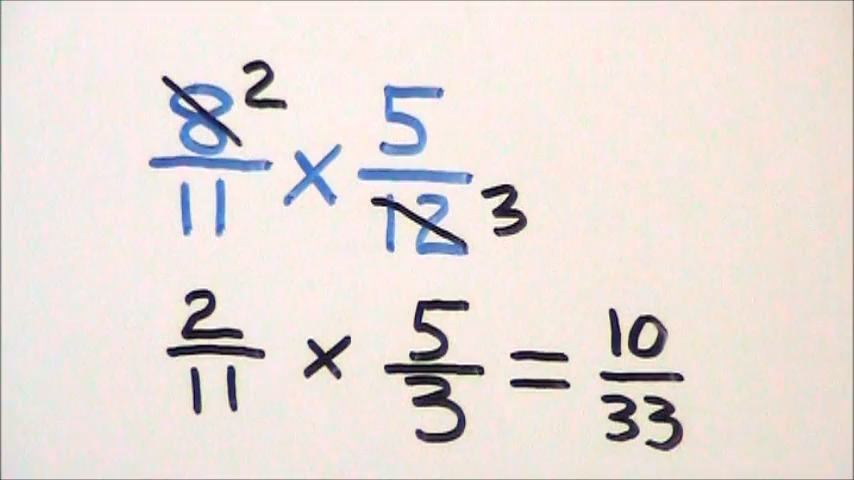 8 2 / 11 × 5 / 12 3
2 / 11 × 5 / 3 = 10 / 33